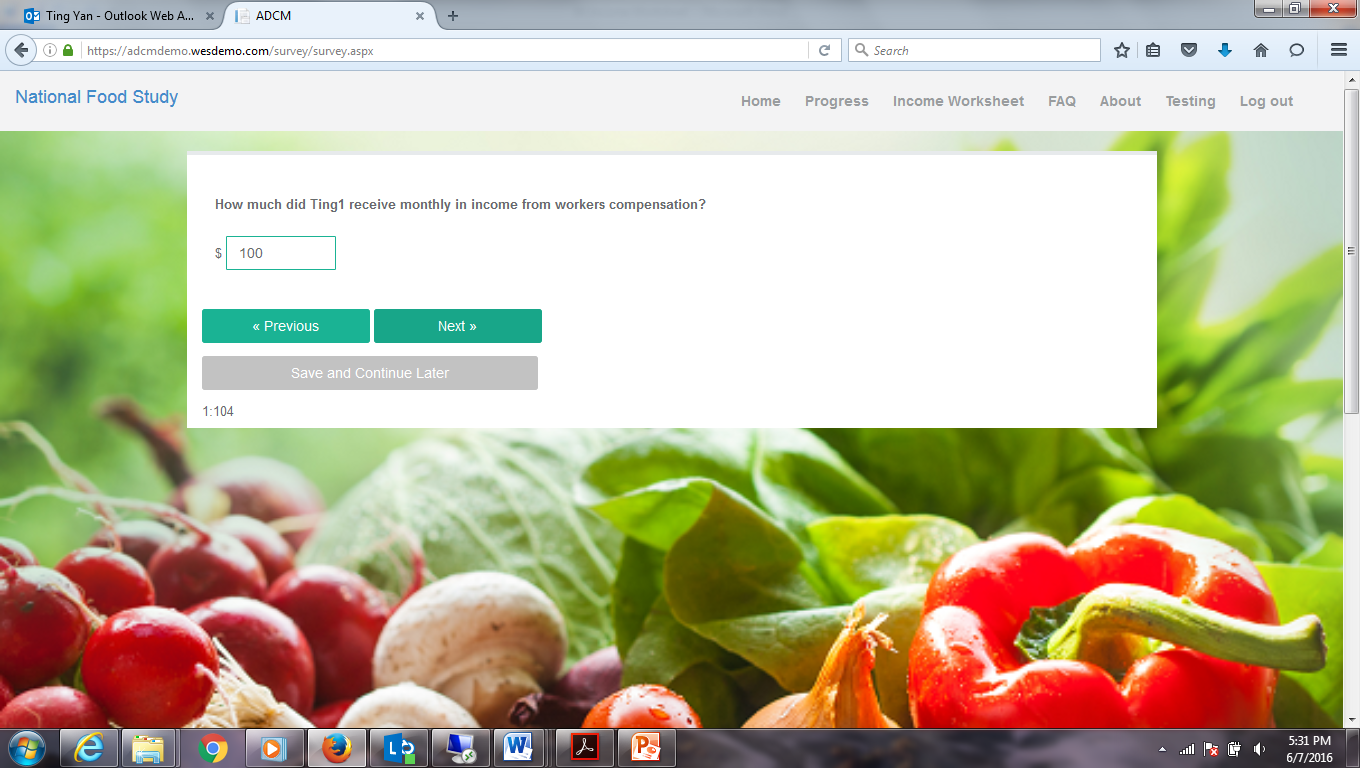 Ting Yan - Outlook Web A...
ADCM
https://adcmdemo.wesdemo.com/survey/survey.aspx
Search
National Food Study
Home Progress Income Worksheet FAQ About Testing Log out
How much did Ting1 receive monthly in income from workers compensation?
$ 100
« Previous Next »
Save and Continue Later
1:104
5:31 PM
6/7/2016